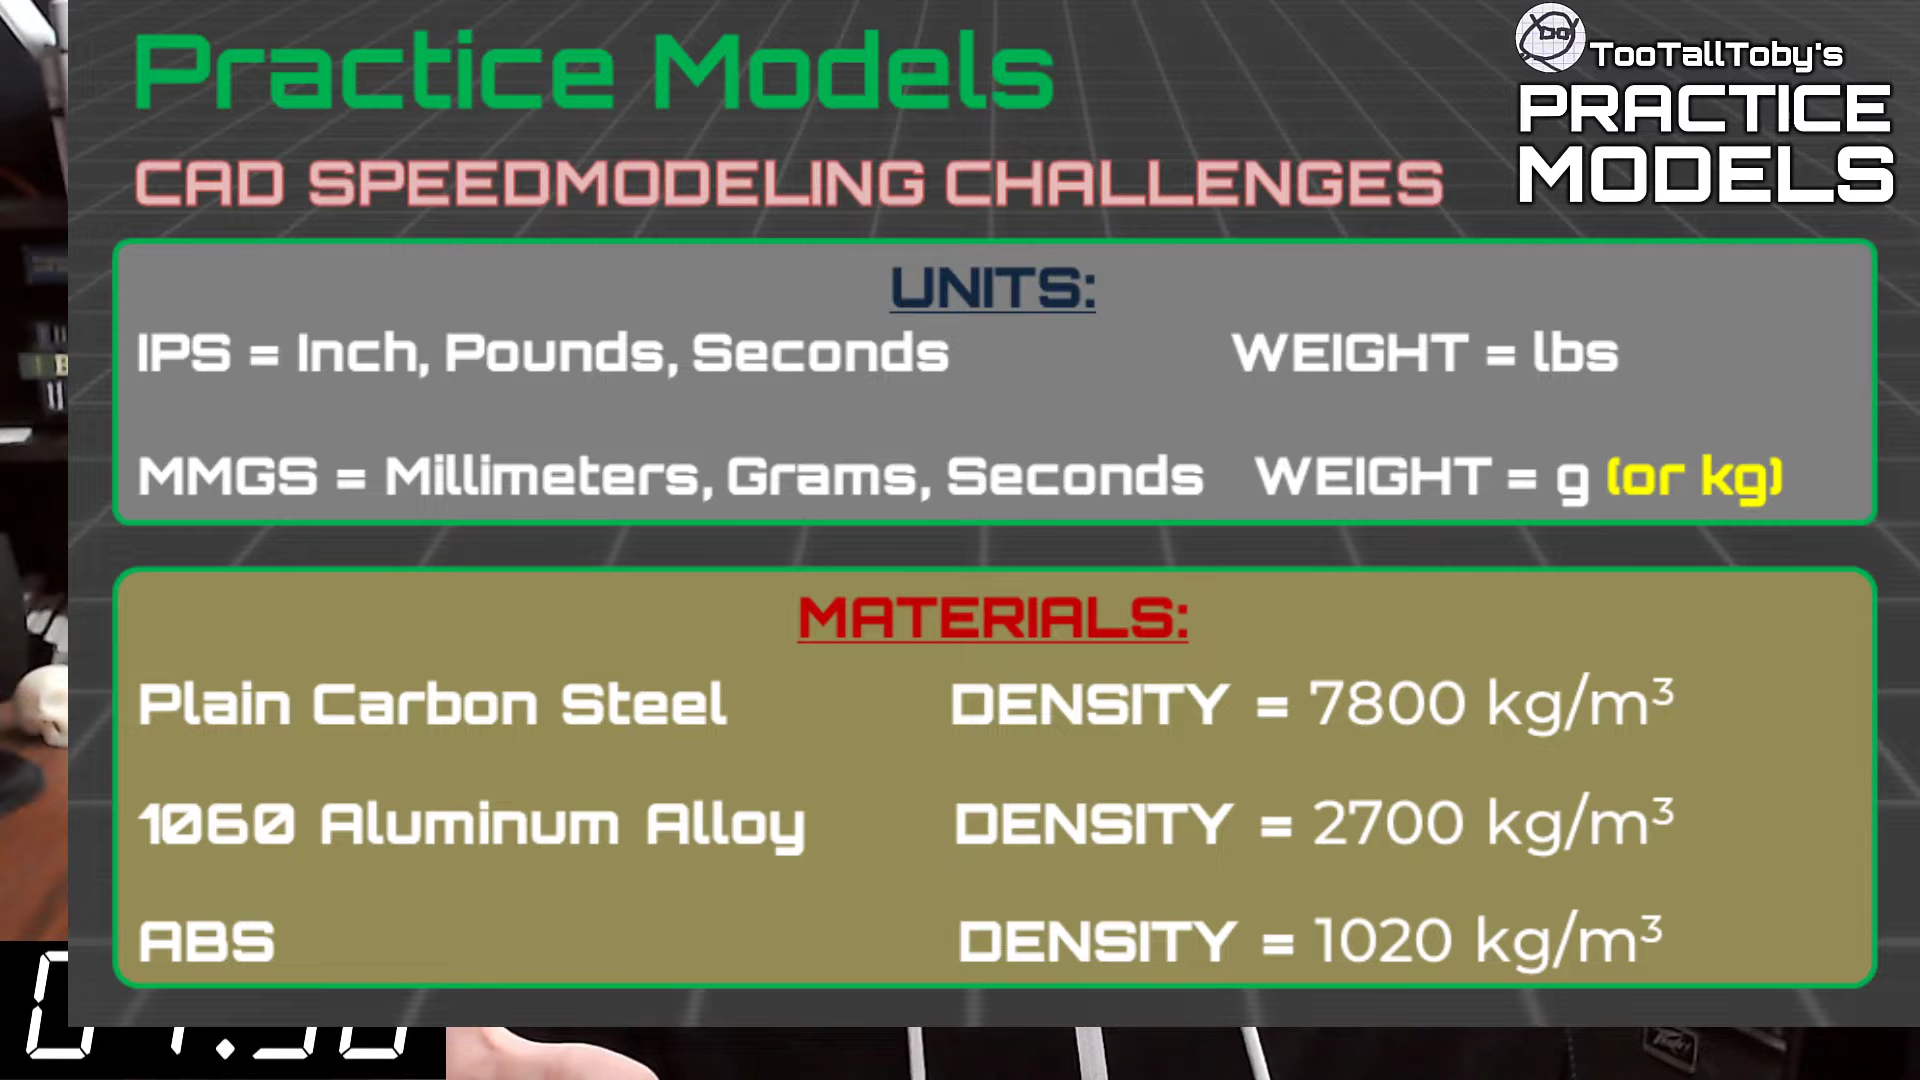 Practice Models
TooTallToby's
PRACTICE
MODELS
CAD SPEEDMODELING CHALLENGES
UNITS:
IPS = Inch, Pounds, Seconds WEIGHT = lbs
MMGS = Millimeters, Grams, Seconds WEIGHT = g (or kg)
MATERIALS:
Plain Carbon Steel DENSITY = 7800 kg/m³
1060 Aluminum Alloy DENSITY = 2700 kg/m³
ABS DENSITY = 1020 kg/m³